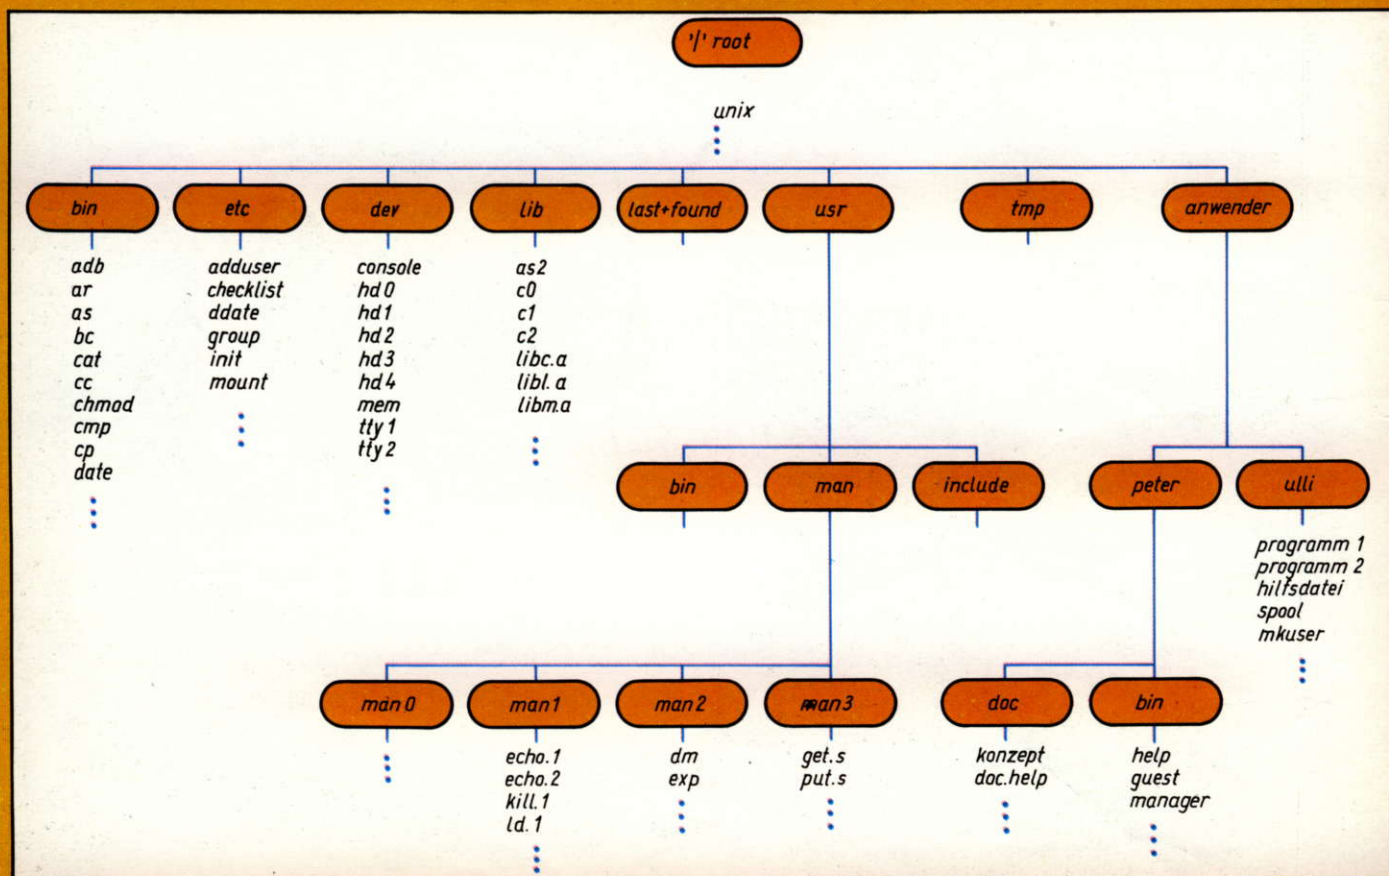 '/' root
unix
bin
etc
dev
lib
last+found
usr
tmp
anwender
adb
ar
as
bc
cat
cc
chmod
cmp
cp
date
adduser
checklist
ddate
group
init
mount
console
hd0
hd1
hd2
hd3
hd4
mem
tty1
tty2
as2
c0
c1
c2
libc.a
libl.a
libm.a
bin
man
include
peter
ulli
programm 1
programm 2
hilfsdatei
spool
mkuser
man0
man1
man2
man3
doc
bin
echo.1
echo.2
kill.1
ld.1
dm
exp
get.s
put.s
konzept
doc.help
help
guest
manager